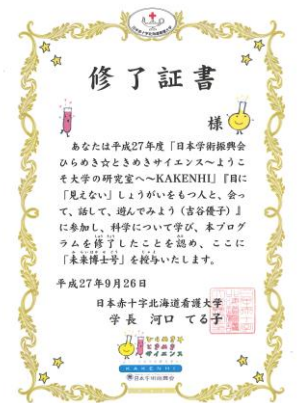 修了証書
様
あなたは平成27年度「日本学術振興会
ひらめき☆ときめきサイエンス～ようこ
そ大学の研究室へ～KAKENHI」『目に
「見えない」しょうがいをもつ人と、会っ
て、話して、遊んでみよう（吉谷優子）』
に参加し、科学について学び、本プログ
ラムを修了したことを認め、ここに
「未来博士号」を授与いたします。
平成27年9月26日
日本赤十字北海道看護大学
学長 河口 てる子
ひらめき☆
ときめき
サイエンス
KAKENHI
日本学術振興会